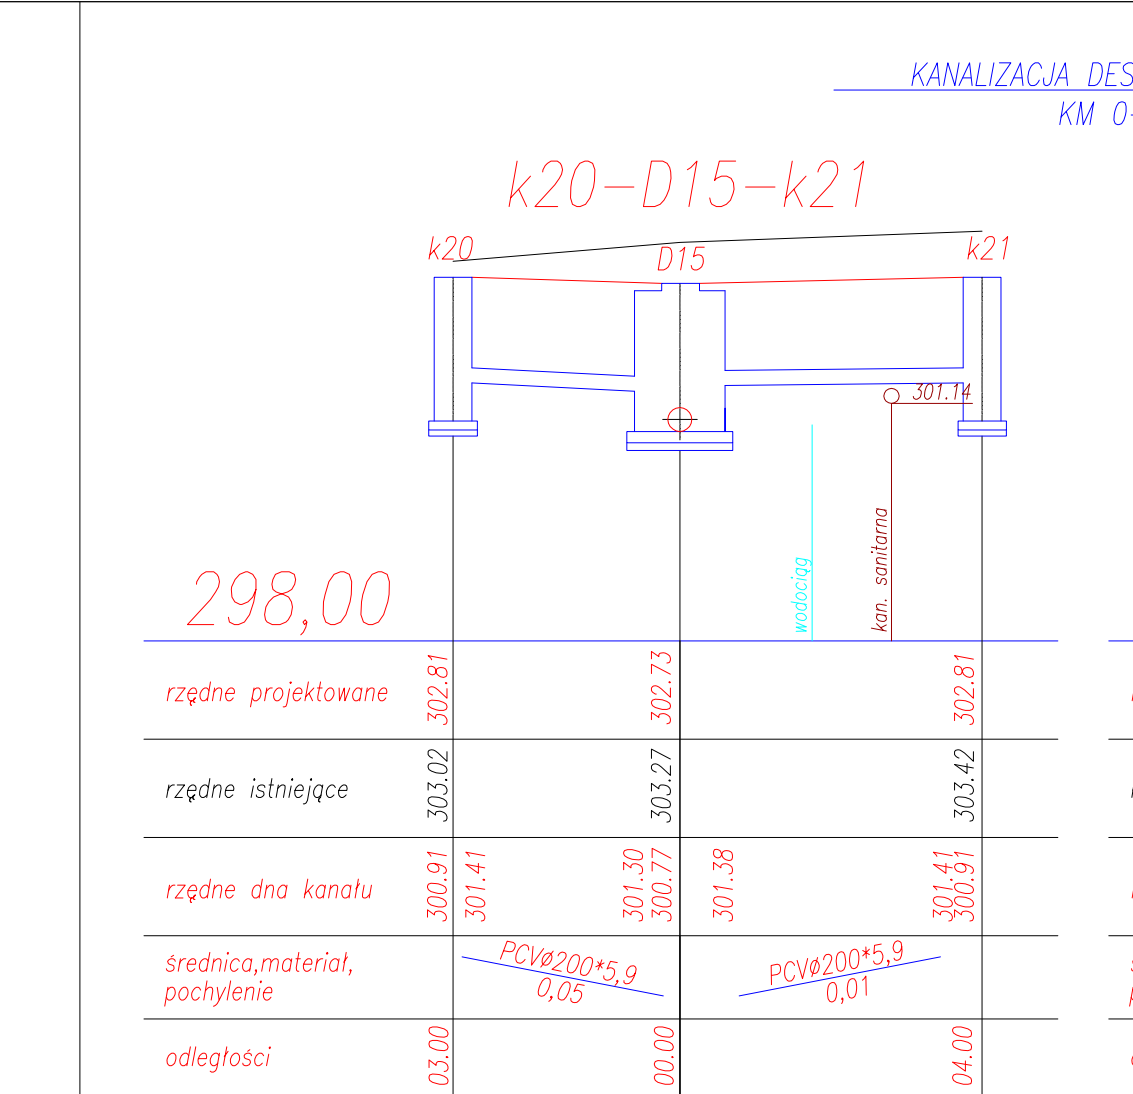 KANALIZACJA DES
KM 0-
k20-D15-k21
k20
D15
k21
301.14
wodociąg
kan. sanitarna
298,00
rzędne projektowane 302.81 302.73 302.81
rzędne istniejące 303.02 303.27 303.42
rzędne dna kanału 300.91 301.41 301.30 300.77 301.38 301.41 300.91
średnica,materiał,
pochylenie
PCVø200*5,9
0,05
PCVø200*5,9
0,01
odległości 03.00 00.00 04.00